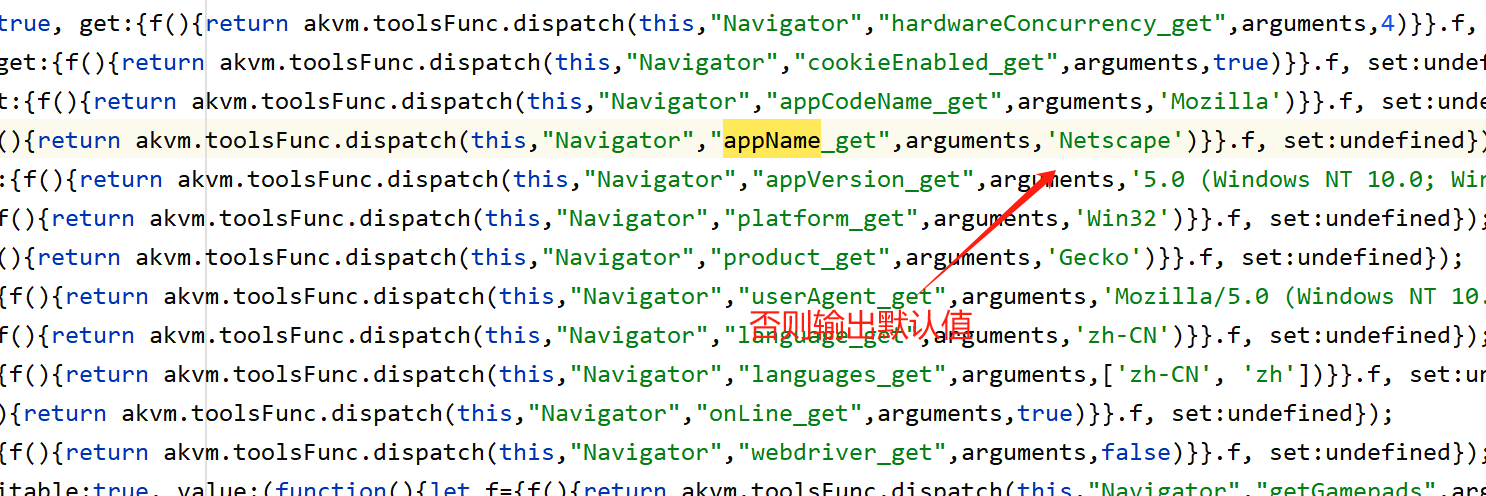 true, get:{f(){return akvm.toolsFunc.dispatch(this,"Navigator","hardwareConcurrency_get",arguments,4)}}.f,
get:{f(){return akvm.toolsFunc.dispatch(this,"Navigator","cookieEnabled_get",arguments,true)}}.f, set:undef
t:{f(){return akvm.toolsFunc.dispatch(this,"Navigator","appCodeName_get",arguments,'Mozilla')}}.f, set:unde
(){return akvm.toolsFunc.dispatch(this,"Navigator","appName_get",arguments,'Netscape')}}.f, set:undefined})
:{f(){return akvm.toolsFunc.dispatch(this,"Navigator","appVersion_get",arguments,'5.0 (Windows NT 10.0; Win
f(){return akvm.toolsFunc.dispatch(this,"Navigator","platform_get",arguments,'Win32')}}.f, set:undefined});
(){return akvm.toolsFunc.dispatch(this,"Navigator","product_get",arguments,'Gecko')}}.f, set:undefined});
{f(){return akvm.toolsFunc.dispatch(this,"Navigator","userAgent_get",arguments,'Mozilla/5.0 (Windows NT 10.
否则输出默认值
f(){return akvm.toolsFunc.dispatch(this,"Navigator","language_get",arguments,'zh-CN')}}.f, set:undefined});
{f(){return akvm.toolsFunc.dispatch(this,"Navigator","languages_get",arguments,['zh-CN', 'zh'])}}.f, set:un
){return akvm.toolsFunc.dispatch(this,"Navigator","onLine_get",arguments,true)}}.f, set:undefined});
{f(){return akvm.toolsFunc.dispatch(this,"Navigator","webdriver_get",arguments,false)}}.f, set:undefined});
itable:true, value:(function(){let f={f(){return akvm.toolsFunc.dispatch(this,"Navigator","getGamepads",arg